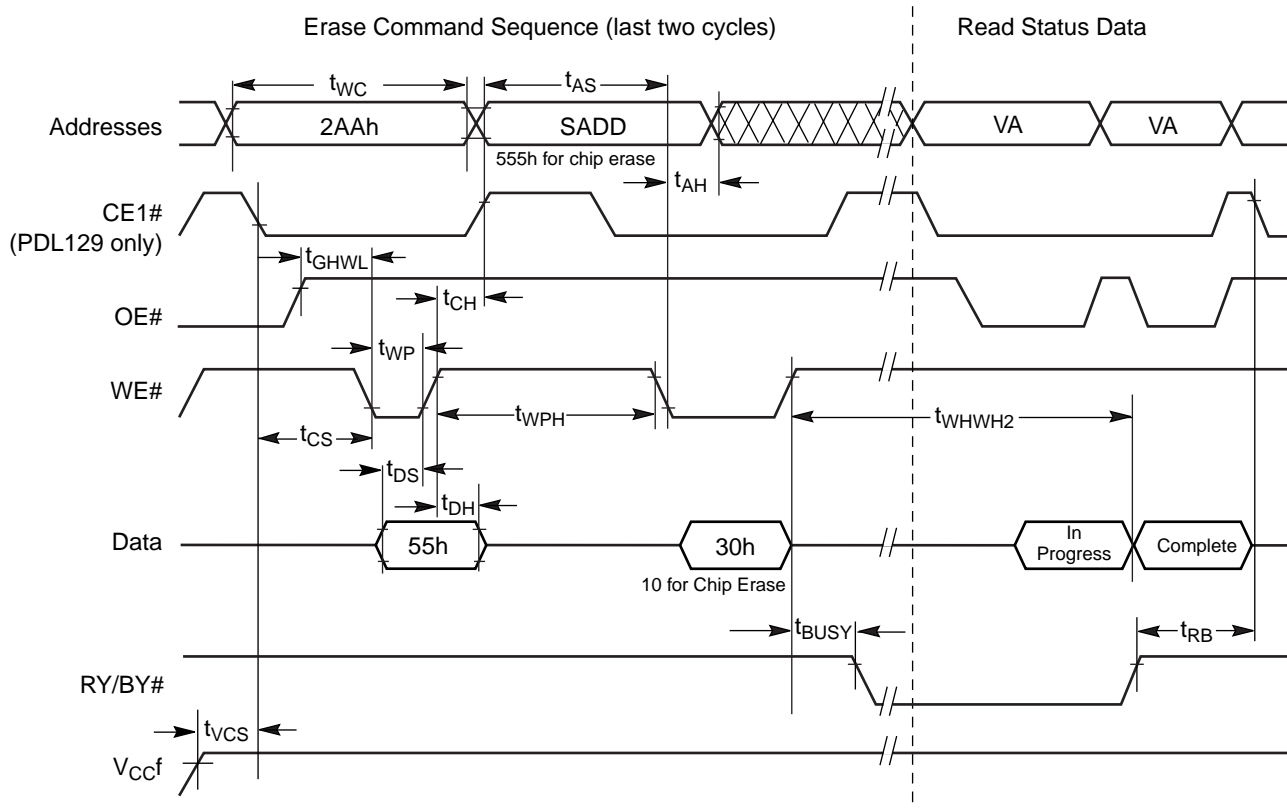 Erase Command Sequence (last two cycles)
Read Status Data
tWC
tAS
Addresses
2AAh
SADD
VA
VA
555h for chip erase
tAH
CE1#
(PDL129 only)
tGHWL
tCH
OE#
tWP
WE#
tWPH
tWHWH2
tCS
tDS
tDH
Data
55h
30h
In
Progress
Complete
10 for Chip Erase
tBUSY
tRB
RY/BY#
tVCS
VCCf